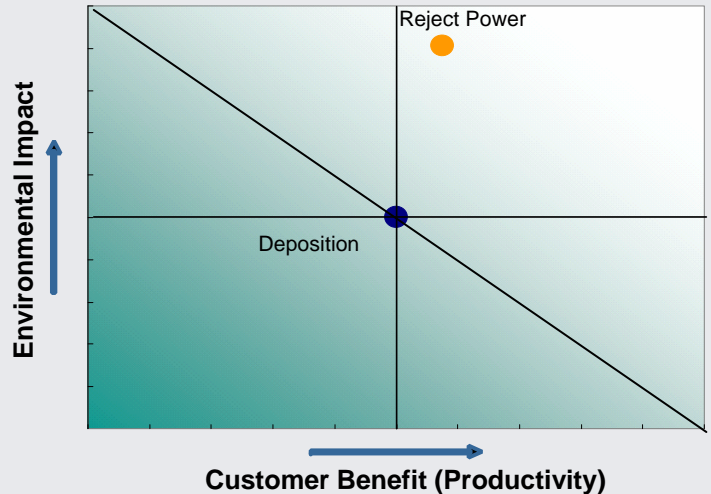 Reject Power
Environmental Impact
Deposition
Customer Benefit (Productivity)